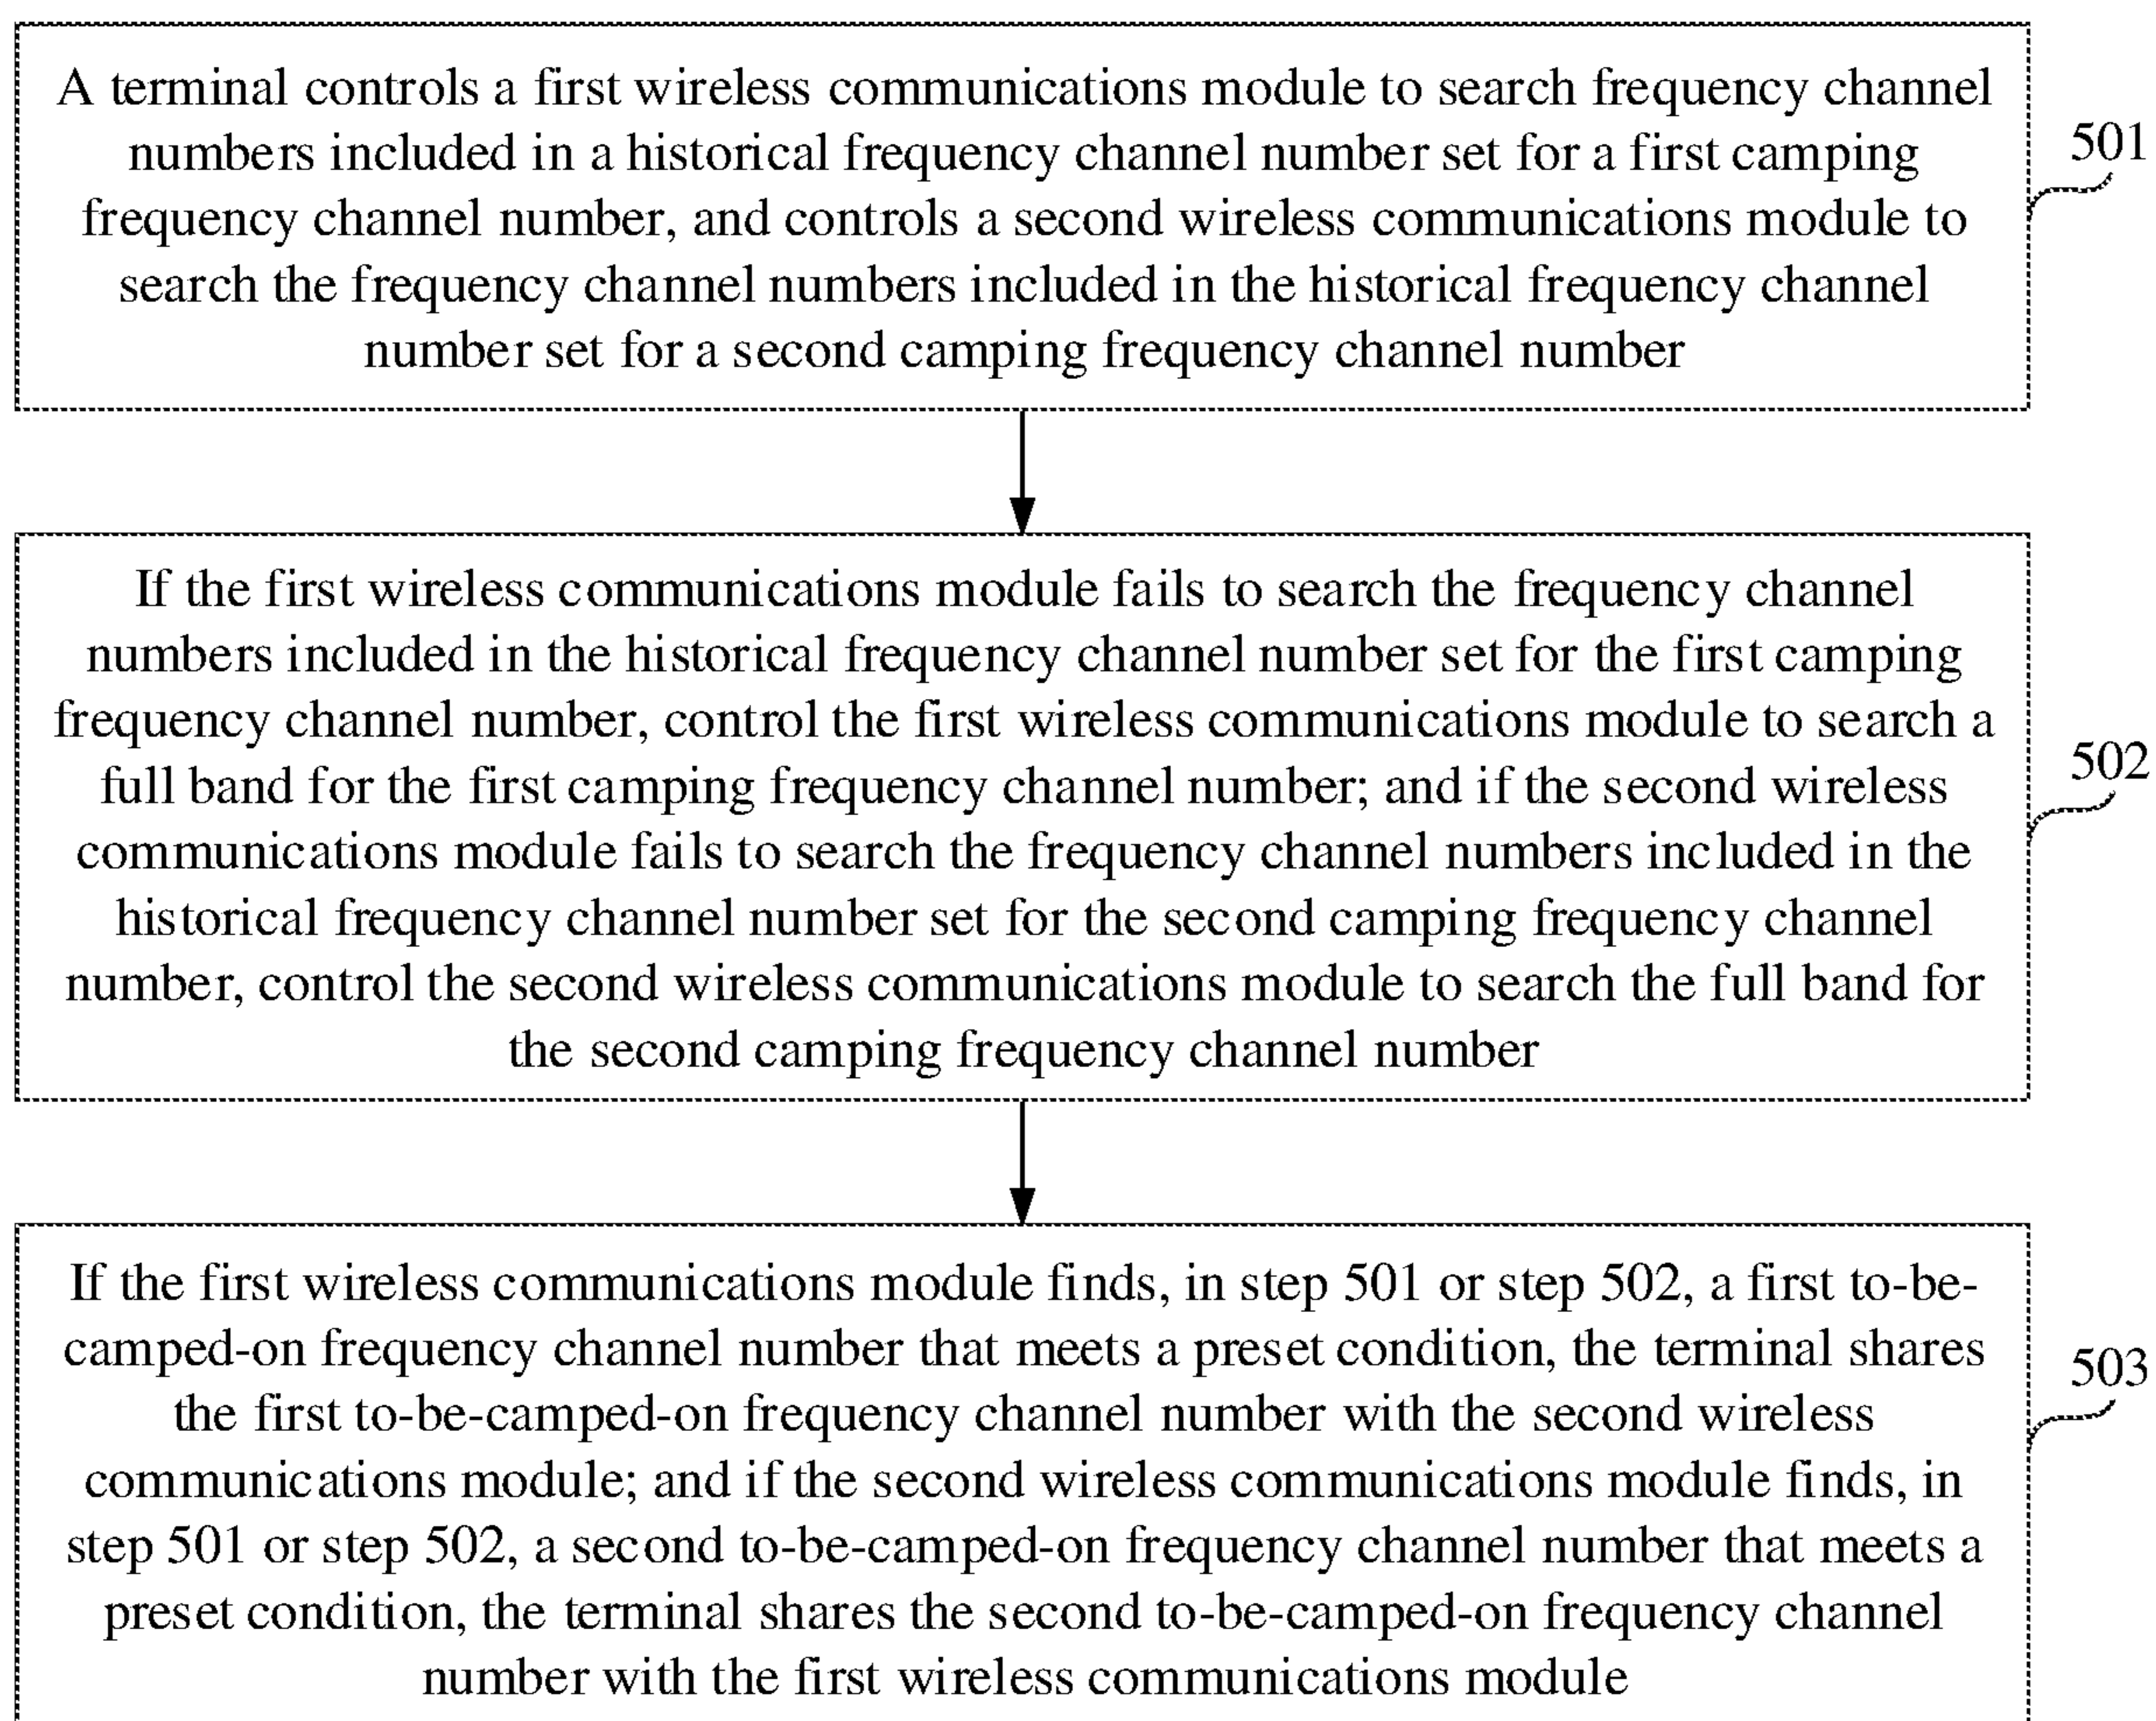 A terminal controls a first wireless communications module to search frequency channel
numbers included in a historical frequency channel number set for a first camping
frequency channel number, and controls a second wireless communications module to
search the frequency channel numbers included in the historical frequency channel
number set for a second camping frequency channel number
501
If the first wireless communications module fails to search the frequency channel
numbers included in the historical frequency channel number set for the first camping
frequency channel number, control the first wireless communications module to search a
full band for the first camping frequency channel number; and if the second wireless
communications module fails to search the frequency channel numbers included in the
historical frequency channel number set for the second camping frequency channel
number, control the second wireless communications module to search the full band for
the second camping frequency channel number
502
If the first wireless communications module finds, in step 501 or step 502, a first to-be-
camped-on frequency channel number that meets a preset condition, the terminal shares
the first to-be-camped-on frequency channel number with the second wireless
communications module; and if the second wireless communications module finds, in
step 501 or step 502, a second to-be-camped-on frequency channel number that meets a
preset condition, the terminal shares the second to-be-camped-on frequency channel
number with the first wireless communications module
503